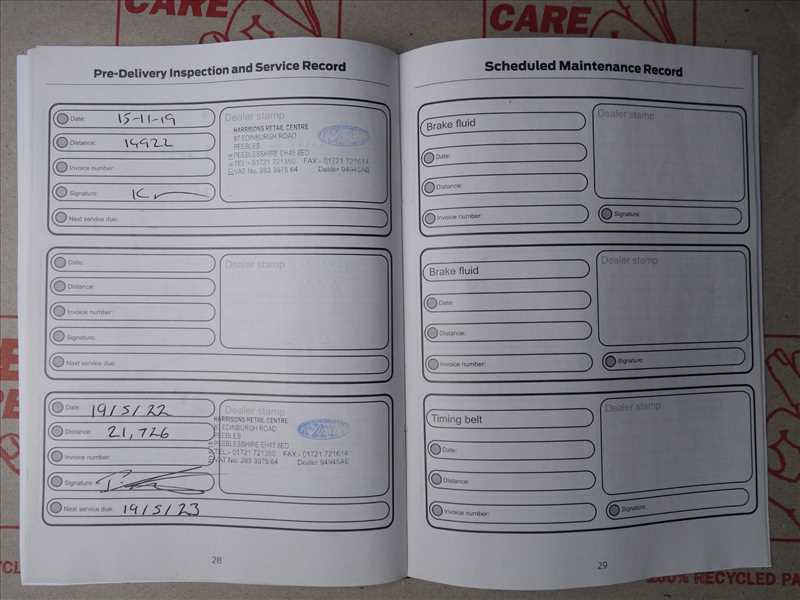 CARE
CARE
Pre-Delivery Inspection and Service Record
Date: 15-11-19
Distance: 14922
Invoice number:
Signature:
Next service due:
Dealer stamp
HARRISONS RETAIL CENTRE
EDINBURGH ROAD
PEEBLES
PEEBLESSHIRE EH45 8ED
TEL:- 01721 721350 FAX - 01721 721614
VAT No. 263 3975 64 Dealer 94945AB
Date:
Distance:
Invoice number:
Signature:
Next service due:
Dealer stamp
Date: 19/5/22
Distance: 21,726
Invoice number:
Signature:
Next service due: 19/5/23
Dealer stamp
HARRISONS RETAIL CENTRE
EDINBURGH ROAD
PEEBLES
PEEBLESSHIRE EH45 8ED
TEL:- 01721 721350 FAX - 01721 721614
VAT No. 263 3975 64 Dealer 94945AB
28
Scheduled Maintenance Record
Brake fluid
Date:
Distance:
Invoice number:
Dealer stamp
Signature:
Brake fluid
Date:
Distance:
Invoice number:
Dealer stamp
Signature:
Timing belt
Date:
Distance:
Invoice number:
Dealer stamp
Signature:
29
100% RECYCLED PA